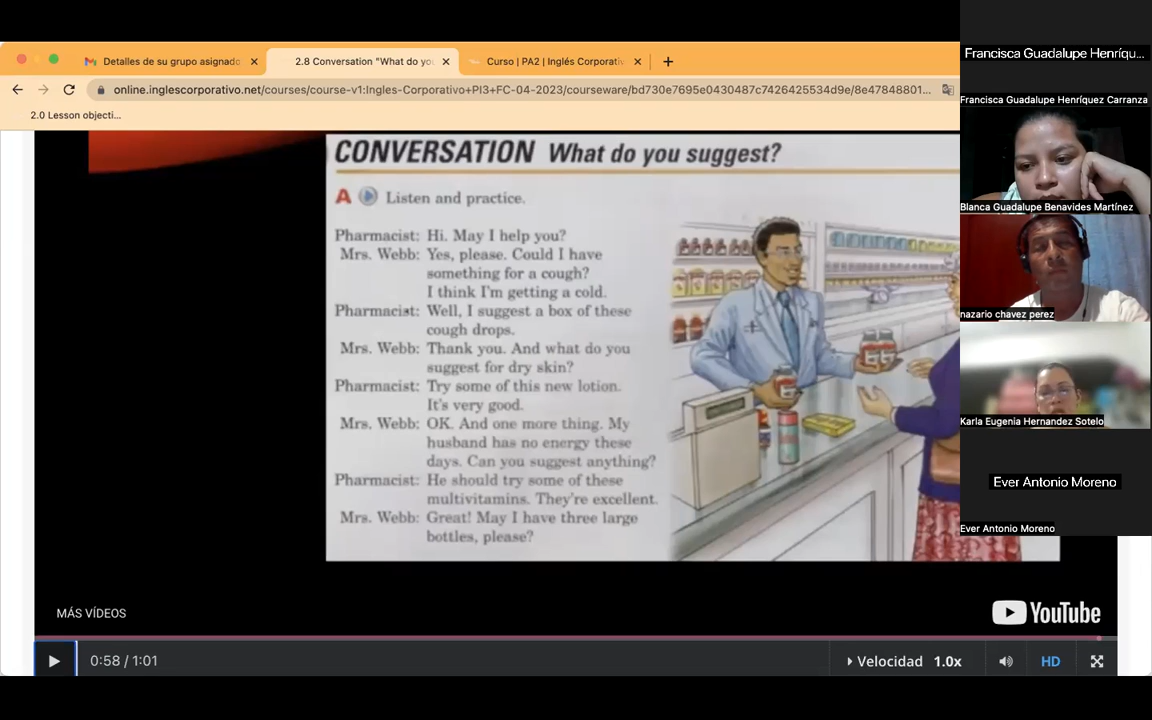 Detalles de su grupo asignado
2.8 Conversation "What do you
Curso | PA2 | Inglés Corporativ
online.inglescorporativo.net/courses/course-v1:Ingles-Corporativo+PI3+FC-04-2023/courseware/bd730e7695e0430487c7426425534d9e/8e47848801...
2.0 Lesson objecti...
CONVERSATION What do you suggest?
A Listen and practice.
Pharmacist: Hi. May I help you?
Mrs. Webb: Yes, please. Could I have
something for a cough?
I think I'm getting a cold.
Pharmacist: Well, I suggest a box of these
cough drops.
Mrs. Webb: Thank you. And what do you
suggest for dry skin?
Pharmacist: Try some of this new lotion.
It's very good.
Mrs. Webb: OK. And one more thing. My
husband has no energy these
days. Can you suggest anything?
Pharmacist: He should try some of these
multivitamins. They're excellent.
Mrs. Webb: Great! May I have three large
bottles, please?
MÁS VÍDEOS
YouTube
0:58 / 1:01
Velocidad 1.0x
HD
Francisca Guadalupe Henríqu...
Francisca Guadalupe Henríquez Carranza
Blanca Guadalupe Benavides Martínez
nazario chavez perez
Karla Eugenia Hernandez Sotelo
Ever Antonio Moreno
Ever Antonio Moreno